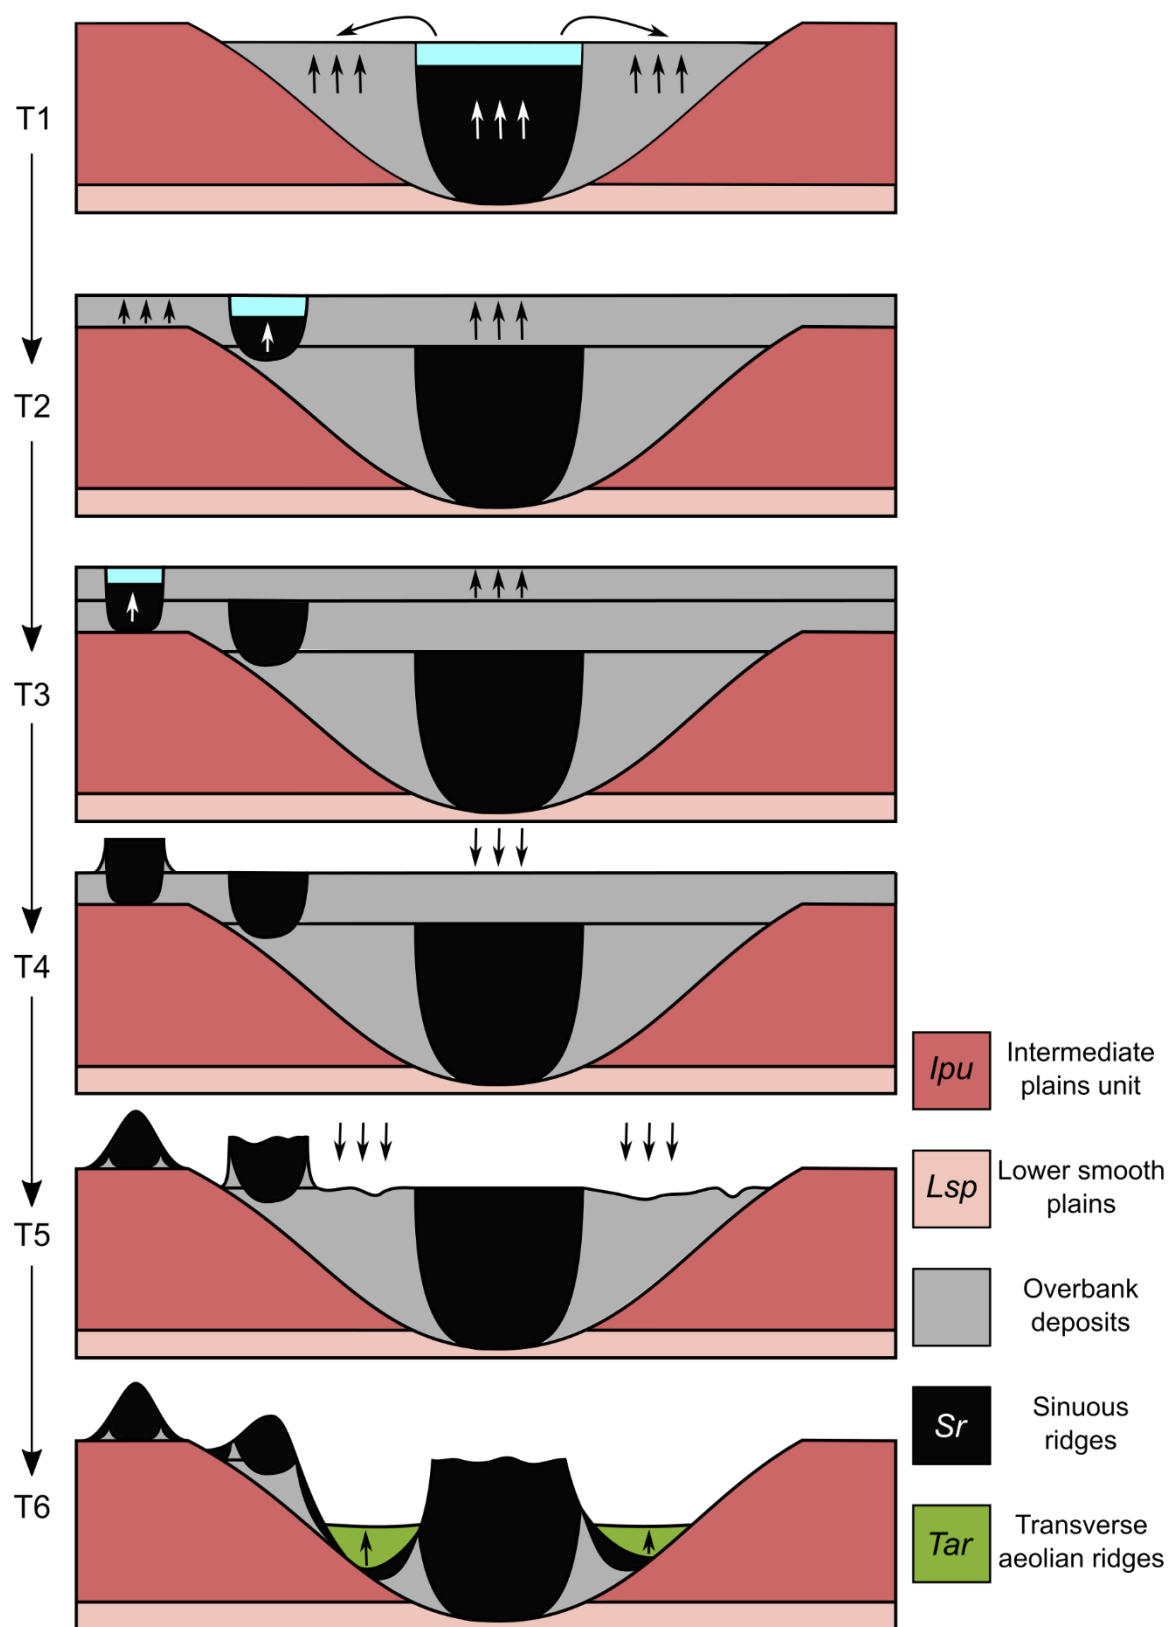 T1
T2
T3
T4
T5
T6
Ipu
Intermediate
plains unit
Lsp
Lower smooth
plains
Overbank
deposits
Sr
Sinuous
ridges
Tar
Transverse
aeolian ridges